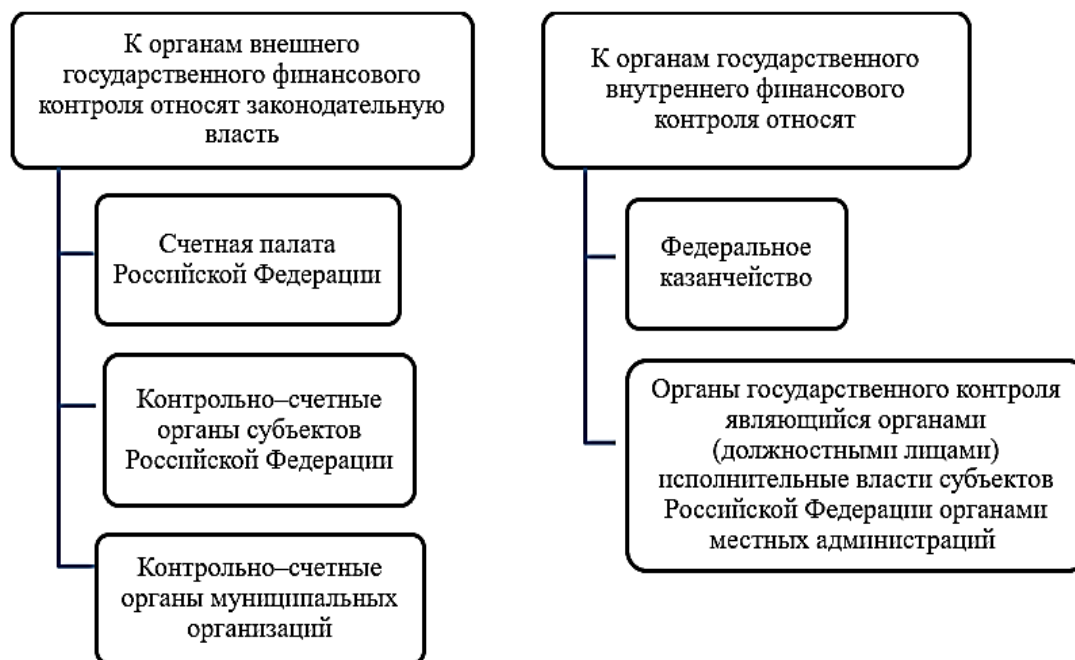 К органам внешнего
государственного финансового
контроля относят законодательную
власть
Счетная палата
Российской Федерации
Контрольно–счетные
органы субъектов
Российской Федерации
Контрольно–счетные
органы муниципальных
организаций
К органам государственного
внутреннего финансового
контроля относят
Федеральное
казанчейство
Органы государственного контроля
являющийся органами
(должностными лицами)
исполнительные власти субъектов
Российской Федерации органами
местных администраций